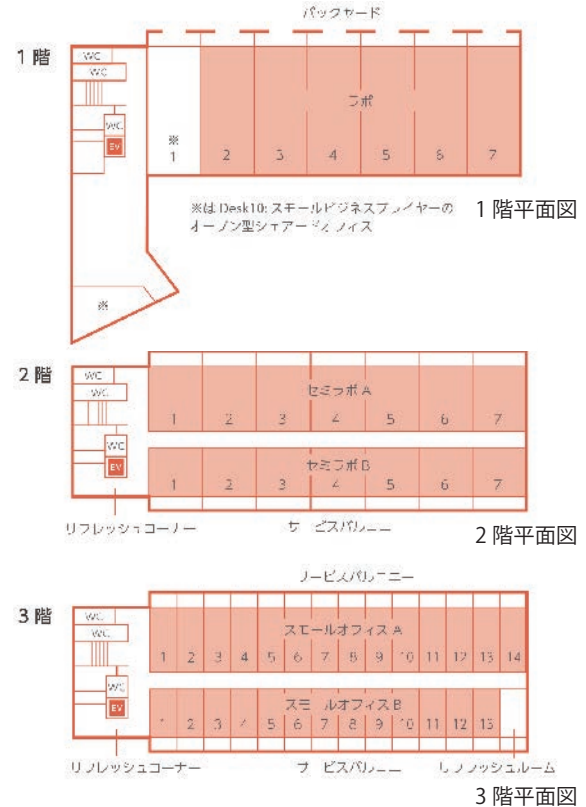 バックヤード
1階
WC
WC
WC
EV
ラボ
※
1 2 3 4 5 6 7
※は Desk10: スモールビジネスプレイヤーの
オープン型シェアードオフィス
1階平面図
※
2階
WC
WC
WC
EV
セミラボ A
1 2 3 4 5 6 7
セミラボ B
1 2 3 4 5 6 7
リフレッシュコーナー
サービスバルコニー
2階平面図
サービスバルコニー
3階
WC
WC
WC
EV
スモールオフィス A
1 2 3 4 5 6 7 8 9 10 11 12 13 14
スモールオフィス B
1 2 3 4 5 6 7 8 9 10 11 12 13
リフレッシュコーナー
サービスバルコニー
リフレッシュルーム
3階平面図